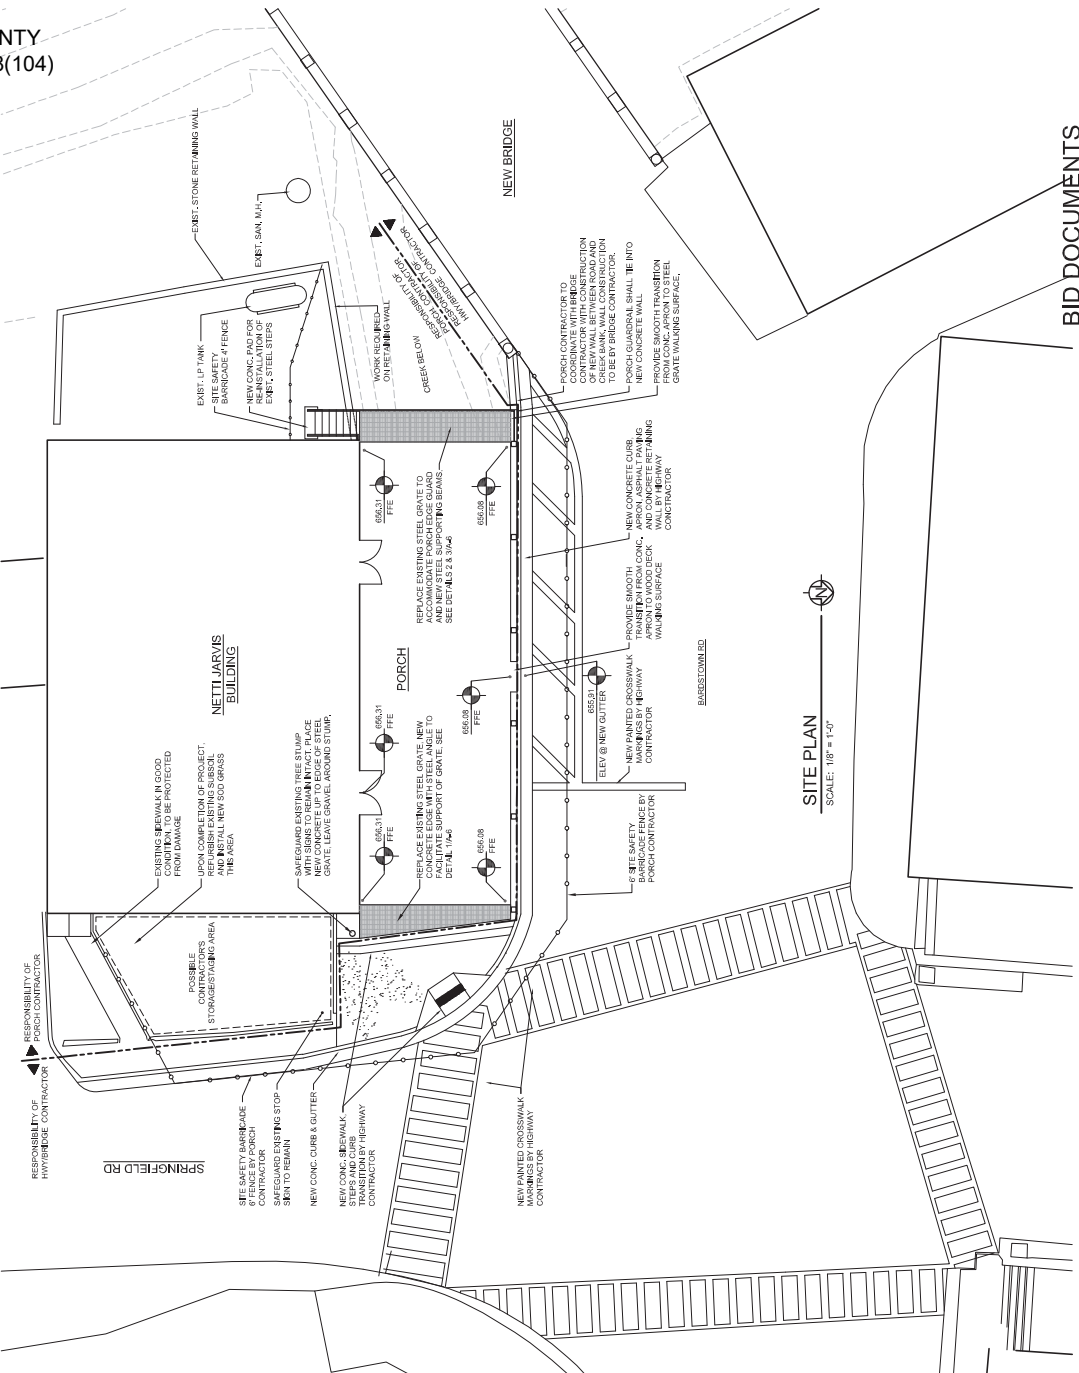 NTY
(104)
EXIST. STONE RETAINING WALL
EXIST. SAN. M.H.
EXIST. LP TANK
SITE SAFETY
BARRICADE 4' FENCE
NEW CONC. PAD FOR
RE-INSTALLATION OF
EXIST. STEEL STEPS
WORK REQUIRED
ON RETAINING WALL
CREEK BELOW
RESPONSIBILITY OF
PORCH CONTRACTOR
RESPONSIBILITY OF
HWY/BRIDGE CONTRACTOR
NEW BRIDGE
PORCH CONTRACTOR TO
COORDINATE WITH BRIDGE
CONTRACTOR WITH CONSTRUCTION
OF NEW WALL BETWEEN ROAD AND
CREEK BANK. WALL CONSTRUCTION
TO BE BY BRIDGE CONTRACTOR.
PORCH GUARDRAIL SHALL TIE INTO
NEW CONCRETE WALL
PROVIDE SMOOTH TRANSITION
FROM CONC. APRON TO STEEL
GRATE WALKING SURFACE.
656.31
FFE
656.08
FFE
REPLACE EXISTING STEEL GRATE TO
ACCOMMODATE PORCH EDGE GUARD
AND NEW STEEL SUPPORTING BEAMS
SEE DETAILS 2 & 3/A-6
NEW CONCRETE CURB,
APRON, ASPHALT PAVING
AND CONCRETE RETAINING
WALL BY HIGHWAY
CONCTRACTOR
PROVIDE SMOOTH
TRANSITION FROM CONC.
APRON TO WOOD DECK
WALKING SURFACE
NETTI JARVIS
BUILDING
PORCH
656.08
FFE
655.91
ELEV @ NEW GUTTER
NEW PAINTED CROSSWALK
MARKINGS BY HIGHWAY
CONTRACTOR
BARDSTOWN RD
656.31
FFE
656.31
FFE
656.08
FFE
REPLACE EXISTING STEEL GRATE, NEW
CONCRETE EDGE WITH STEEL ANGLE TO
FACILITATE SUPPORT OF GRATE, SEE
DETAIL 1/A-6
EXISTING SIDEWALK IN GOOD
CONDITION, TO BE PROTECTED
FROM DAMAGE
UPON COMPLETION OF PROJECT,
REFURBISH EXISTING SUBSOIL
AND INSTALL NEW SOD GRASS
THIS AREA
SAFEGUARD EXISTING TREE STUMP
WITH SIGNS TO REMAIN INTACT. PLACE
NEW CONCRETE UP TO EDGE OF STEEL
GRATE, LEAVE GRAVEL AROUND STUMP.
6' SITE SAFETY
BARRICADE FENCE BY
PORCH CONTRACTOR
POSSIBLE
CONTRACTOR'S
STORAGE/STAGING AREA
RESPONSIBILITY OF
PORCH CONTRACTOR
RESPONSIBILITY OF
HWY/BRIDGE CONTRACTOR
SPRINGFIELD RD
SITE SAFETY BARRICADE
6' FENCE BY PORCH
CONTRACTOR
SAFEGUARD EXISTING STOP
SIGN TO REMAIN
NEW CONC. CURB & GUTTER
NEW CONC. SIDEWALK,
STEPS AND CURB
TRANSITION BY HIGHWAY
CONTRACTOR
NEW PAINTED CROSSWALK
MARKINGS BY HIGHWAY
CONTRACTOR
SITE PLAN
SCALE: 1/8" = 1'-0"
N
BID DOCUMENTS